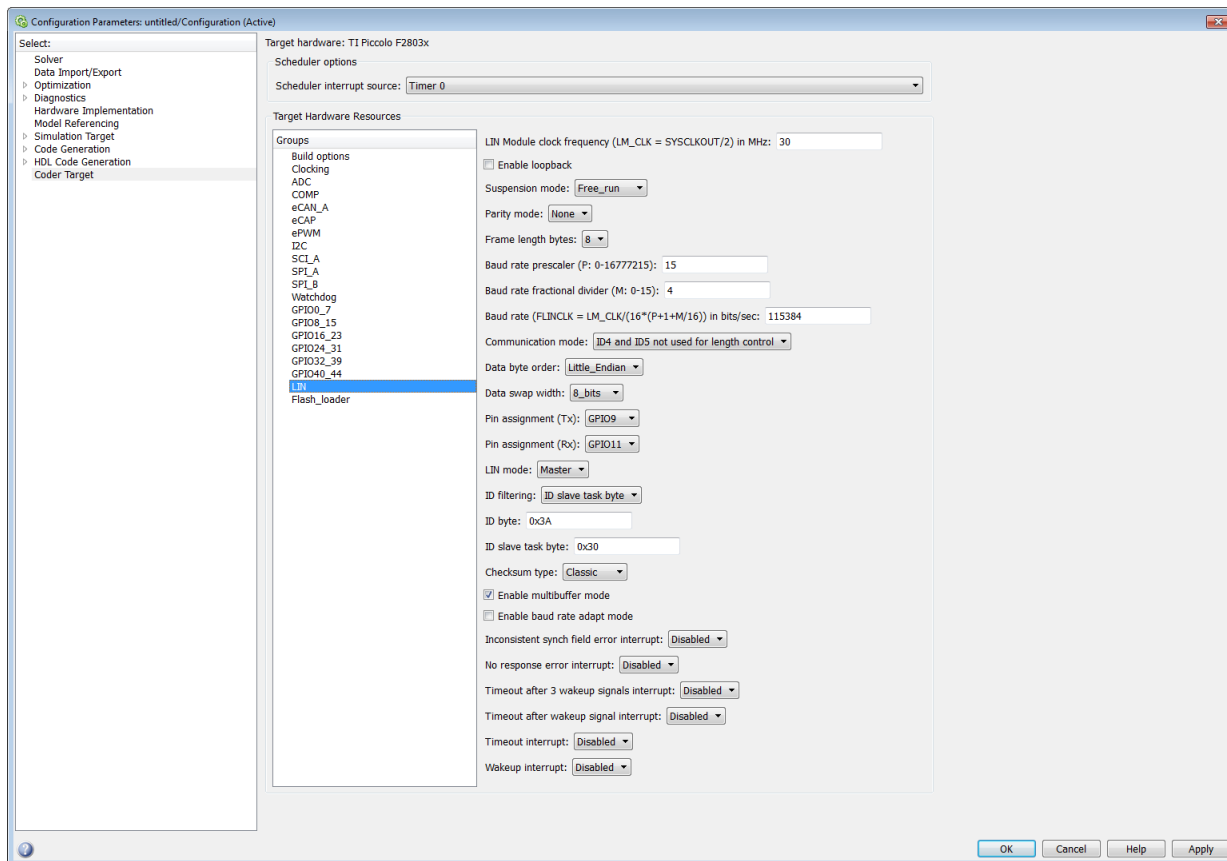 Configuration Parameters: untitled/Configuration (Active)
Select:
Solver
Data Import/Export
Optimization
Diagnostics
Hardware Implementation
Model Referencing
Simulation Target
Code Generation
HDL Code Generation
Coder Target
Target hardware: TI Piccolo F2803x
Scheduler options
Scheduler interrupt source: Timer 0
Target Hardware Resources
Groups
Build options
Clocking
ADC
COMP
eCAN_A
eCAP
ePWM
I2C
SCI_A
SPI_A
SPI_B
Watchdog
GPIO0_7
GPIO8_15
GPIO16_23
GPIO24_31
GPIO32_39
GPIO40_44
LIN
Flash_loader
LIN Module clock frequency (LM_CLK = SYSCLKOUT/2) in MHz: 30
Enable loopback
Suspension mode: Free_run
Parity mode: None
Frame length bytes: 8
Baud rate prescaler (P: 0-16777215): 15
Baud rate fractional divider (M: 0-15): 4
Baud rate (FLINCLK = LM_CLK/(16*(P+1+M/16)) in bits/sec: 115384
Communication mode: ID4 and ID5 not used for length control
Data byte order: Little_Endian
Data swap width: 8_bits
Pin assignment (Tx): GPIO9
Pin assignment (Rx): GPIO11
LIN mode: Master
ID filtering: ID slave task byte
ID byte: 0x3A
ID slave task byte: 0x30
Checksum type: Classic
Enable multibuffer mode
Enable baud rate adapt mode
Inconsistent synch field error interrupt: Disabled
No response error interrupt: Disabled
Timeout after 3 wakeup signals interrupt: Disabled
Timeout after wakeup signal interrupt: Disabled
Timeout interrupt: Disabled
Wakeup interrupt: Disabled
OK Cancel Help Apply